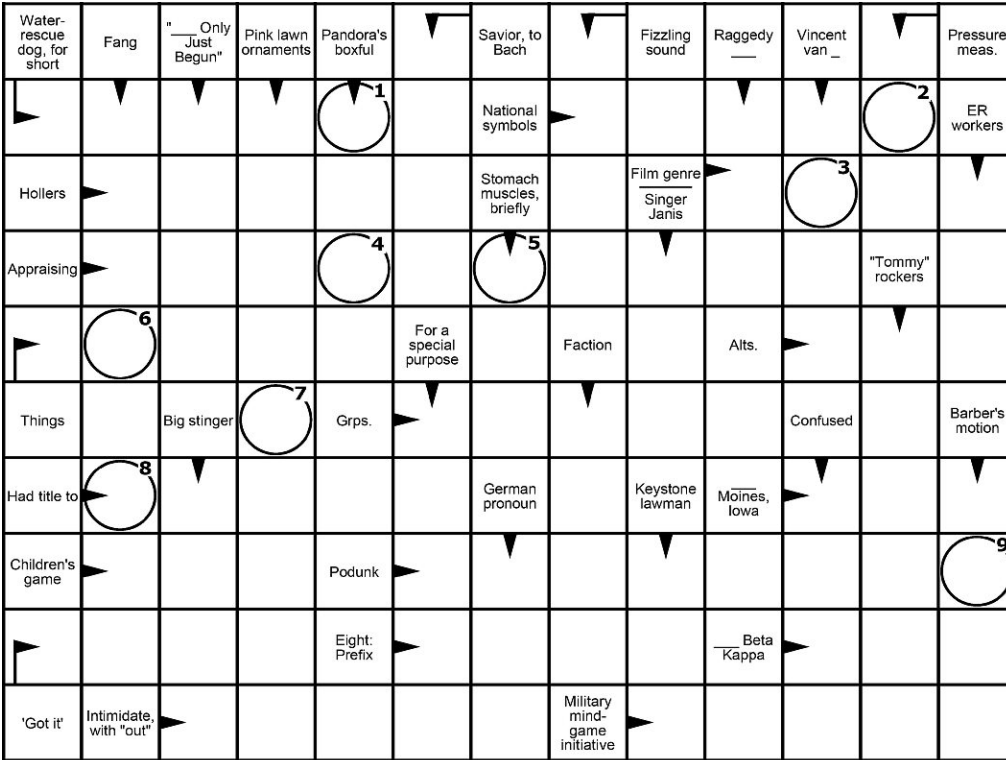 Water-
rescue
dog, for
short
Fang
"___ Only
Just
Begun"
Pink lawn
ornaments
Pandora's
boxful
Savior, to
Bach
Fizzling
sound
Raggedy
___
Vincent
van _
Pressure
meas.
1
National
symbols
2
ER
workers
Hollers
Stomach
muscles,
briefly
Film genre
Singer
Janis
3
Appraising
4
5
"Tommy"
rockers
6
For a
special
purpose
Faction
Alts.
Things
Big stinger
7
Grps.
Confused
Barber's
motion
Had title to
8
German
pronoun
Keystone
lawman
___
Moines,
Iowa
Children's
game
Podunk
9
Eight:
Prefix
___ Beta
Kappa
'Got it'
Intimidate,
with "out"
Military
mind-
game
initiative